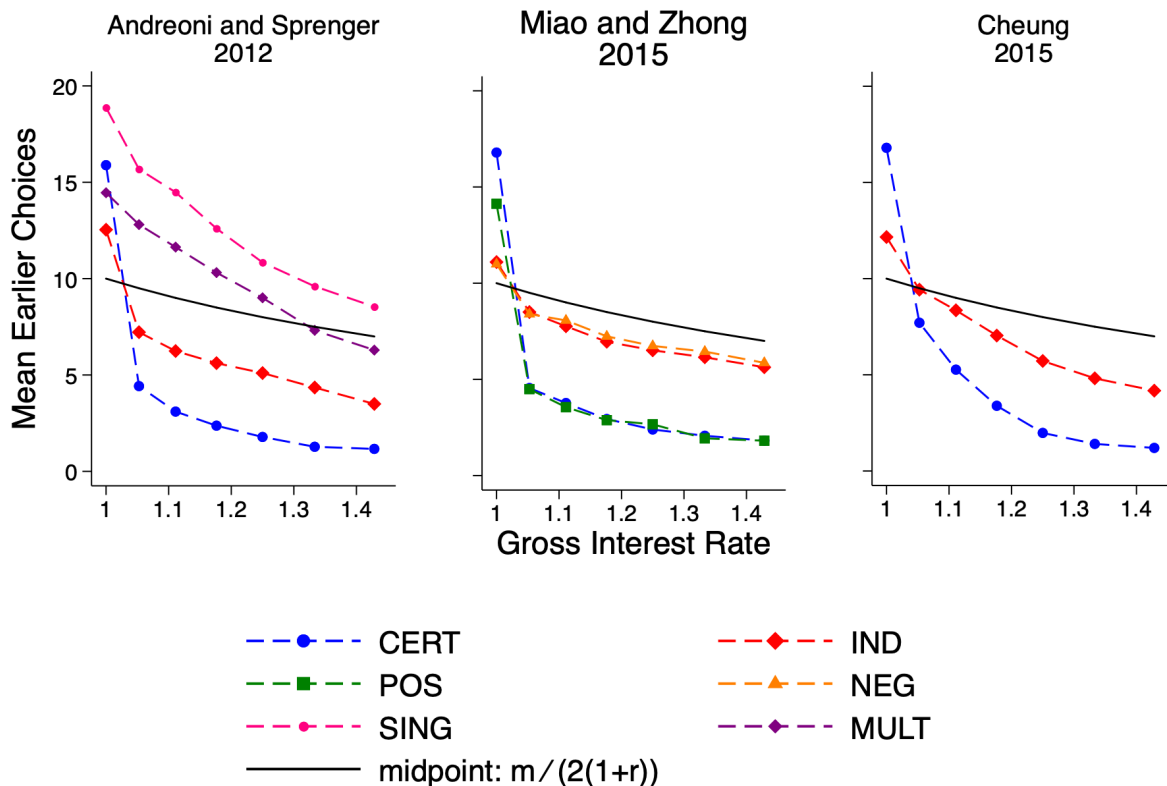 Andreoni and Sprenger
2012
Miao and Zhong
2015
Cheung
2015
Mean Earlier Choices
20
15
10
5
0
1 1.1 1.2 1.3 1.4
1 1.1 1.2 1.3 1.4
1 1.1 1.2 1.3 1.4
Gross Interest Rate
CERT
IND
POS
NEG
SING
MULT
midpoint: m / (2(1+r))